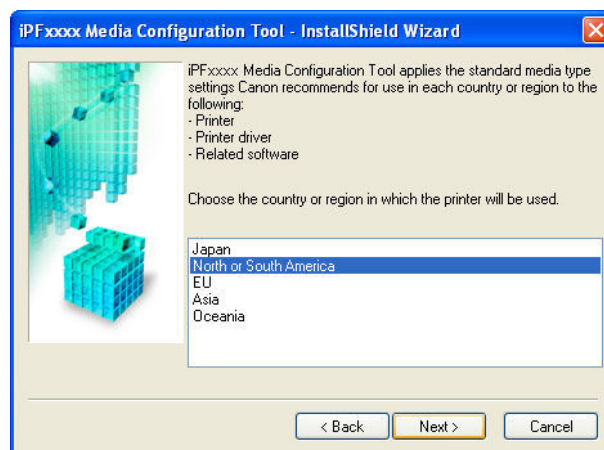 iPFxxxx Media Configuration Tool - InstallShield Wizard
iPFxxxx Media Configuration Tool applies the standard media type
settings Canon recommends for use in each country or region to the
following:
- Printer
- Printer driver
- Related software
Choose the country or region in which the printer will be used.
Japan
North or South America
EU
Asia
Oceania
< Back
Next >
Cancel